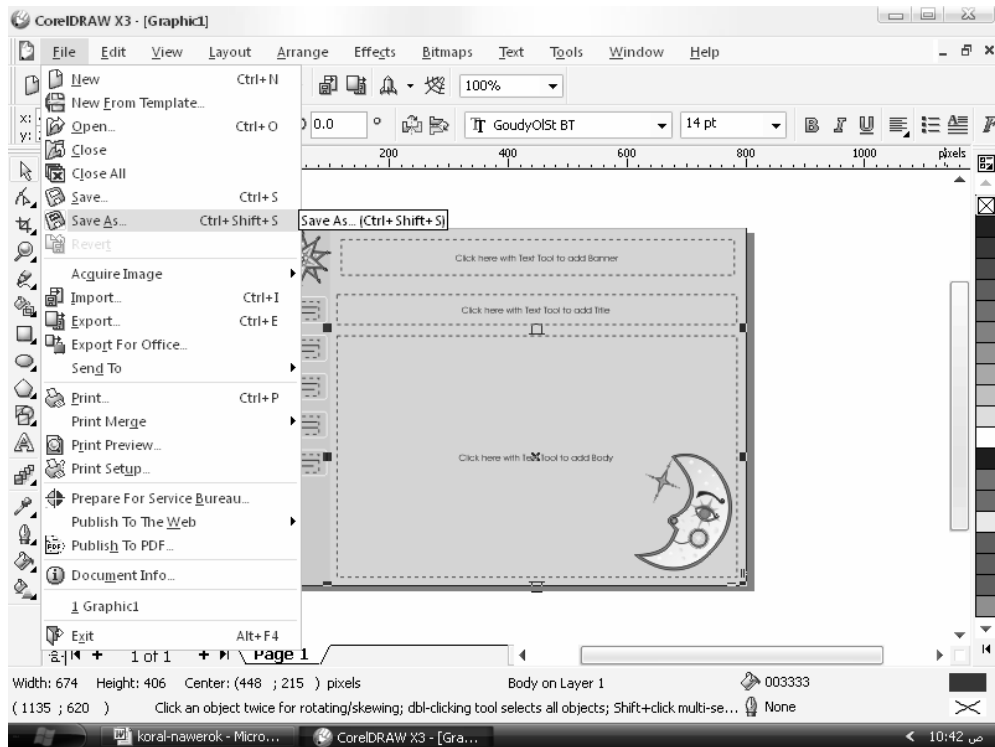 CorelDRAW X3 - [Graphic1]
File Edit View Layout Arrange Effects Bitmaps Text Tools Window Help
New Ctrl+N
100%
New From Template...
x:
y:
Open... Ctrl+O
0.0 °
GoudyOlSt BT
14 pt
B I U
Close
200 400 600 800 1000 pixels
Close All
Save... Ctrl+S
Save As... Ctrl+Shift+S
Save As... (Ctrl+Shift+S)
Revert
Click here with Text Tool to add Banner
Acquire Image
Import... Ctrl+I
Click here with Text Tool to add Title
Export... Ctrl+E
Export For Office...
Send To
Print... Ctrl+P
Print Merge
Print Preview...
Click here with Text Tool to add Body
Print Setup...
Prepare For Service Bureau...
Publish To The Web
Publish To PDF...
Document Info...
1 Graphic1
Exit Alt+F4
1 of 1 Page 1
Width: 674 Height: 406 Center: (448 ; 215 ) pixels Body on Layer 1 003333
( 1135 ; 620 ) Click an object twice for rotating/skewing; dbl-clicking tool selects all objects; Shift+click multi-se... None
koral-nawerok - Micro... CorelDRAW X3 - [Gra... 10:42 ص